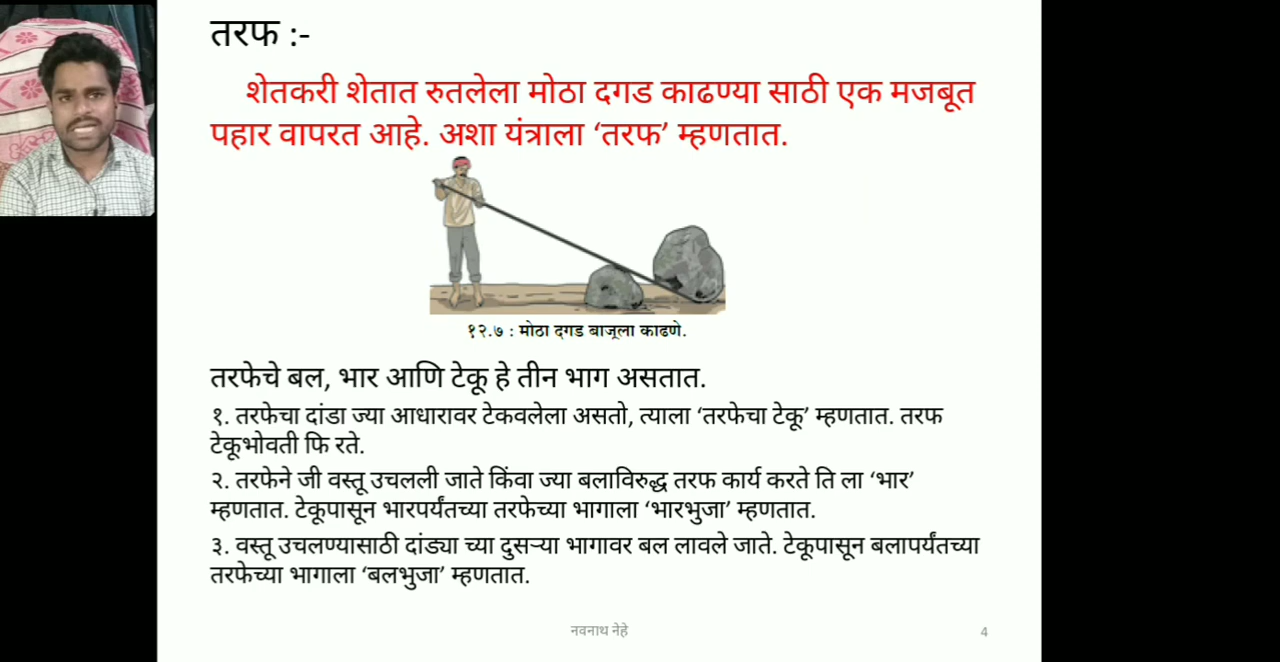 तरफ :-
शेतकरी शेतात रुतलेला मोठा दगड काढण्या साठी एक मजबूत
पहार वापरत आहे. अशा यंत्राला ‘तरफ’ म्हणतात.
१२.७ : मोठा दगड बाजूला काढणे.
तरफेचे बल, भार आणि टेकू हे तीन भाग असतात.
१. तरफेचा दांडा ज्या आधारावर टेकवलेला असतो, त्याला ‘तरफेचा टेकू’ म्हणतात. तरफ
टेकूभोवती फि रते.
२. तरफेने जी वस्तू उचलली जाते किंवा ज्या बलाविरुद्ध तरफ कार्य करते ति ला ‘भार’
म्हणतात. टेकूपासून भारपर्यंतच्या तरफेच्या भागाला ‘भारभुजा’ म्हणतात.
३. वस्तू उचलण्यासाठी दांड्या च्या दुसऱ्या भागावर बल लावले जाते. टेकूपासून बलापर्यंतच्या
तरफेच्या भागाला ‘बलभुजा’ म्हणतात.
नवनाथ नेहे
4